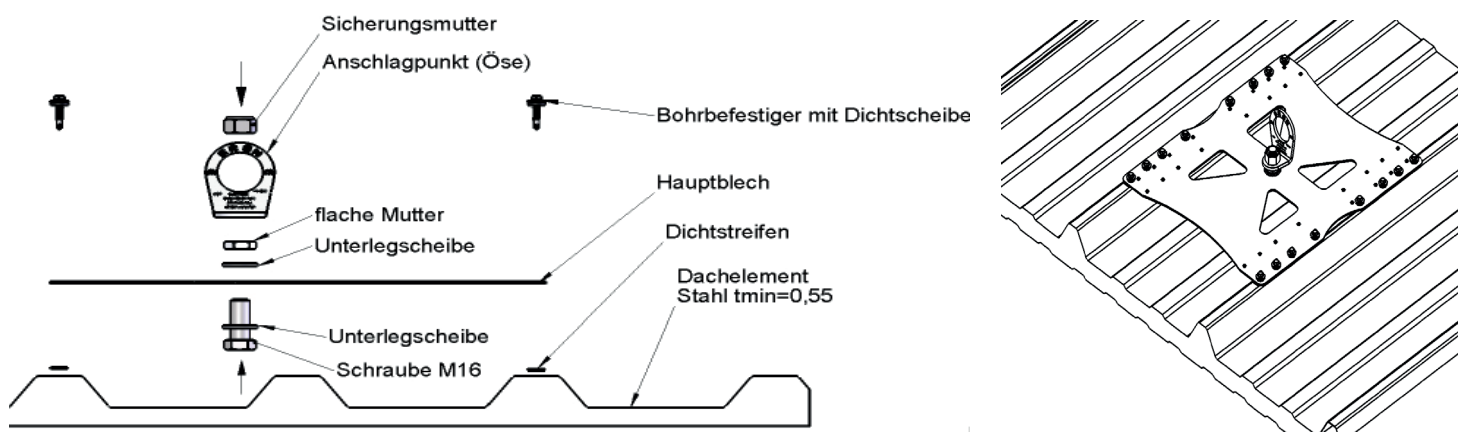 Sicherungsmutter
Anschlagpunkt (Öse)
Bohrbefestiger mit Dichtscheibe
Hauptblech
flache Mutter
Unterlegscheibe
Dichtstreifen
Dachelement
Stahl tmin=0,55
Unterlegscheibe
Schraube M16